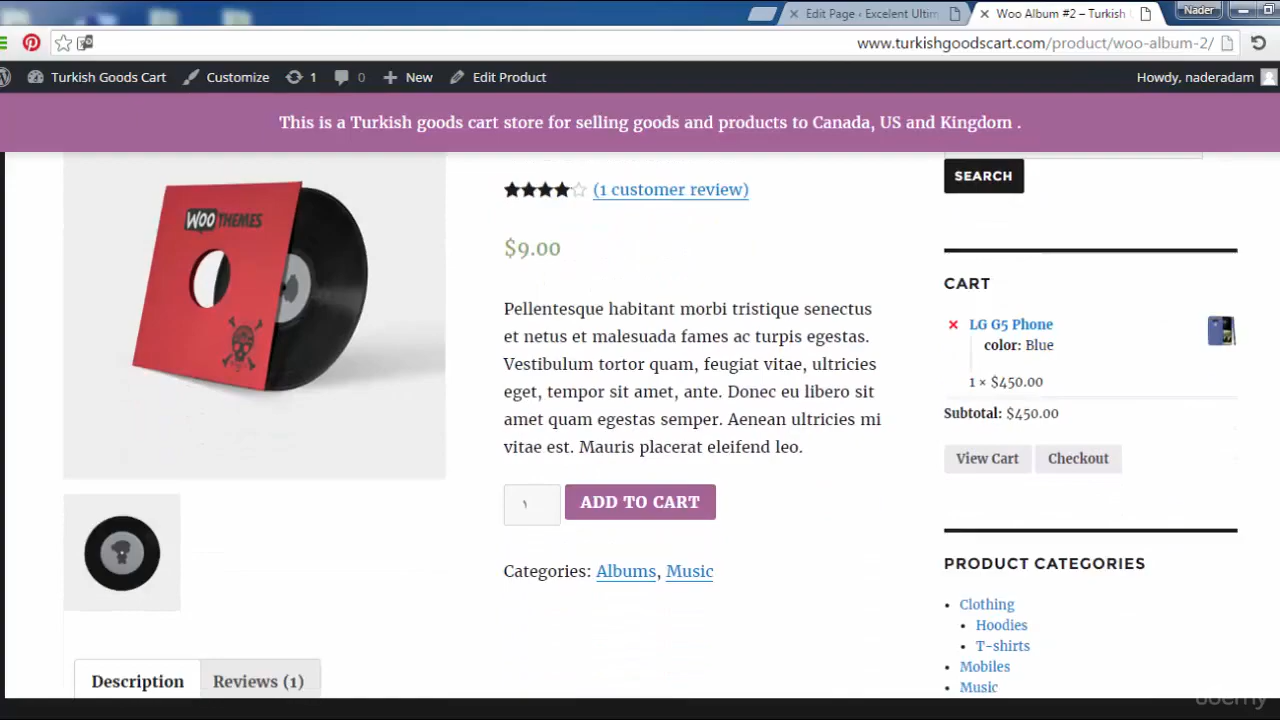 Edit Page ‹ Excelent Ultim
Woo Album #2 – Turkish
Nader
www.turkishgoodscart.com/product/woo-album-2/
Turkish Goods Cart
Customize
1
0
New
Edit Product
Howdy, naderadam
This is a Turkish goods cart store for selling goods and products to Canada, US and Kingdom .
WOOTHEMES
(1 customer review)
$9.00
Pellentesque habitant morbi tristique senectus
et netus et malesuada fames ac turpis egestas.
Vestibulum tortor quam, feugiat vitae, ultricies
eget, tempor sit amet, ante. Donec eu libero sit
amet quam egestas semper. Aenean ultricies mi
vitae est. Mauris placerat eleifend leo.
١
ADD TO CART
Categories: Albums, Music
Description
Reviews (1)
SEARCH
CART
× LG G5 Phone
color: Blue
1 × $450.00
Subtotal: $450.00
View Cart
Checkout
PRODUCT CATEGORIES
• Clothing
• Hoodies
• T-shirts
• Mobiles
• Music
udemy